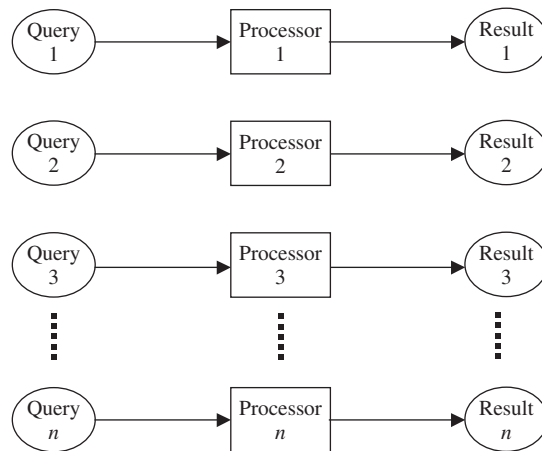 Query
1
Processor
1
Result
1
Query
2
Processor
2
Result
2
Query
3
Processor
3
Result
3
Query
n
Processor
n
Result
n